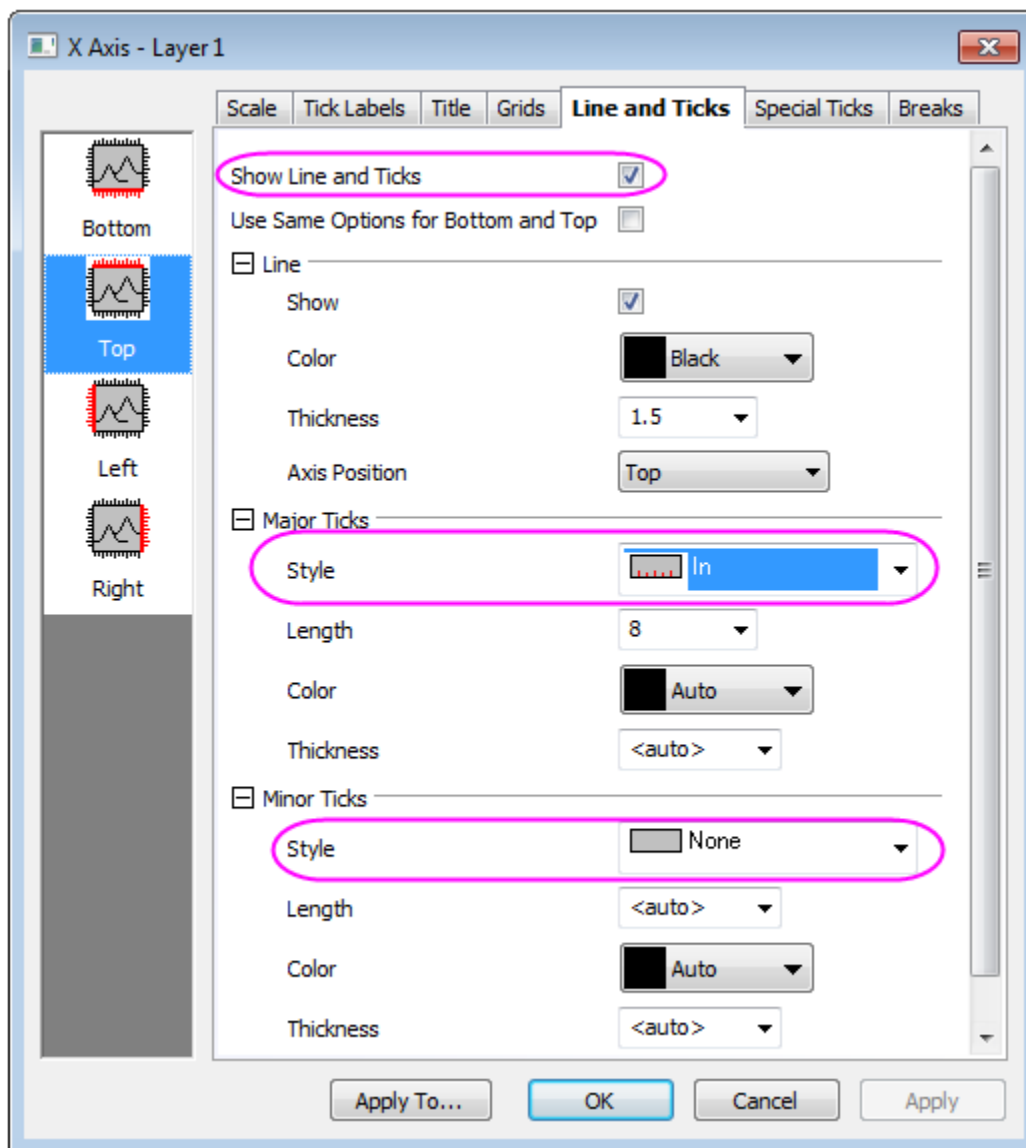 X Axis - Layer 1
Scale Tick Labels Title Grids Line and Ticks Special Ticks Breaks
Bottom
Top
Left
Right
Show Line and Ticks
Use Same Options for Bottom and Top
Line
Show
Color Black
Thickness 1.5
Axis Position Top
Major Ticks
Style In
Length 8
Color Auto
Thickness <auto>
Minor Ticks
Style None
Length <auto>
Color Auto
Thickness <auto>
Apply To... OK Cancel Apply